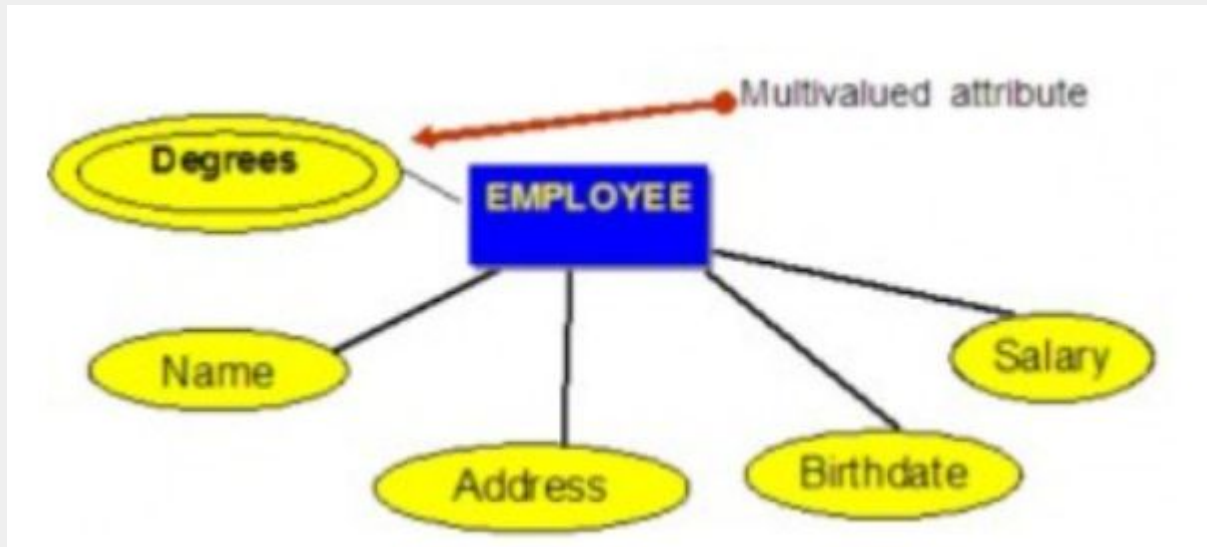 Multivalued attribute
Degrees
EMPLOYEE
Name
Salary
Address
Birthdate